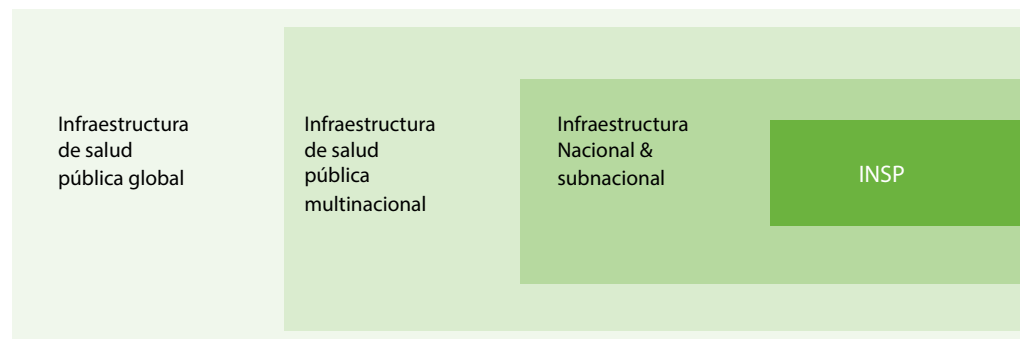 Infraestructura
de salud
pública global
Infraestructura
de salud
pública
multinacional
Infraestructura
Nacional &
subnacional
INSP